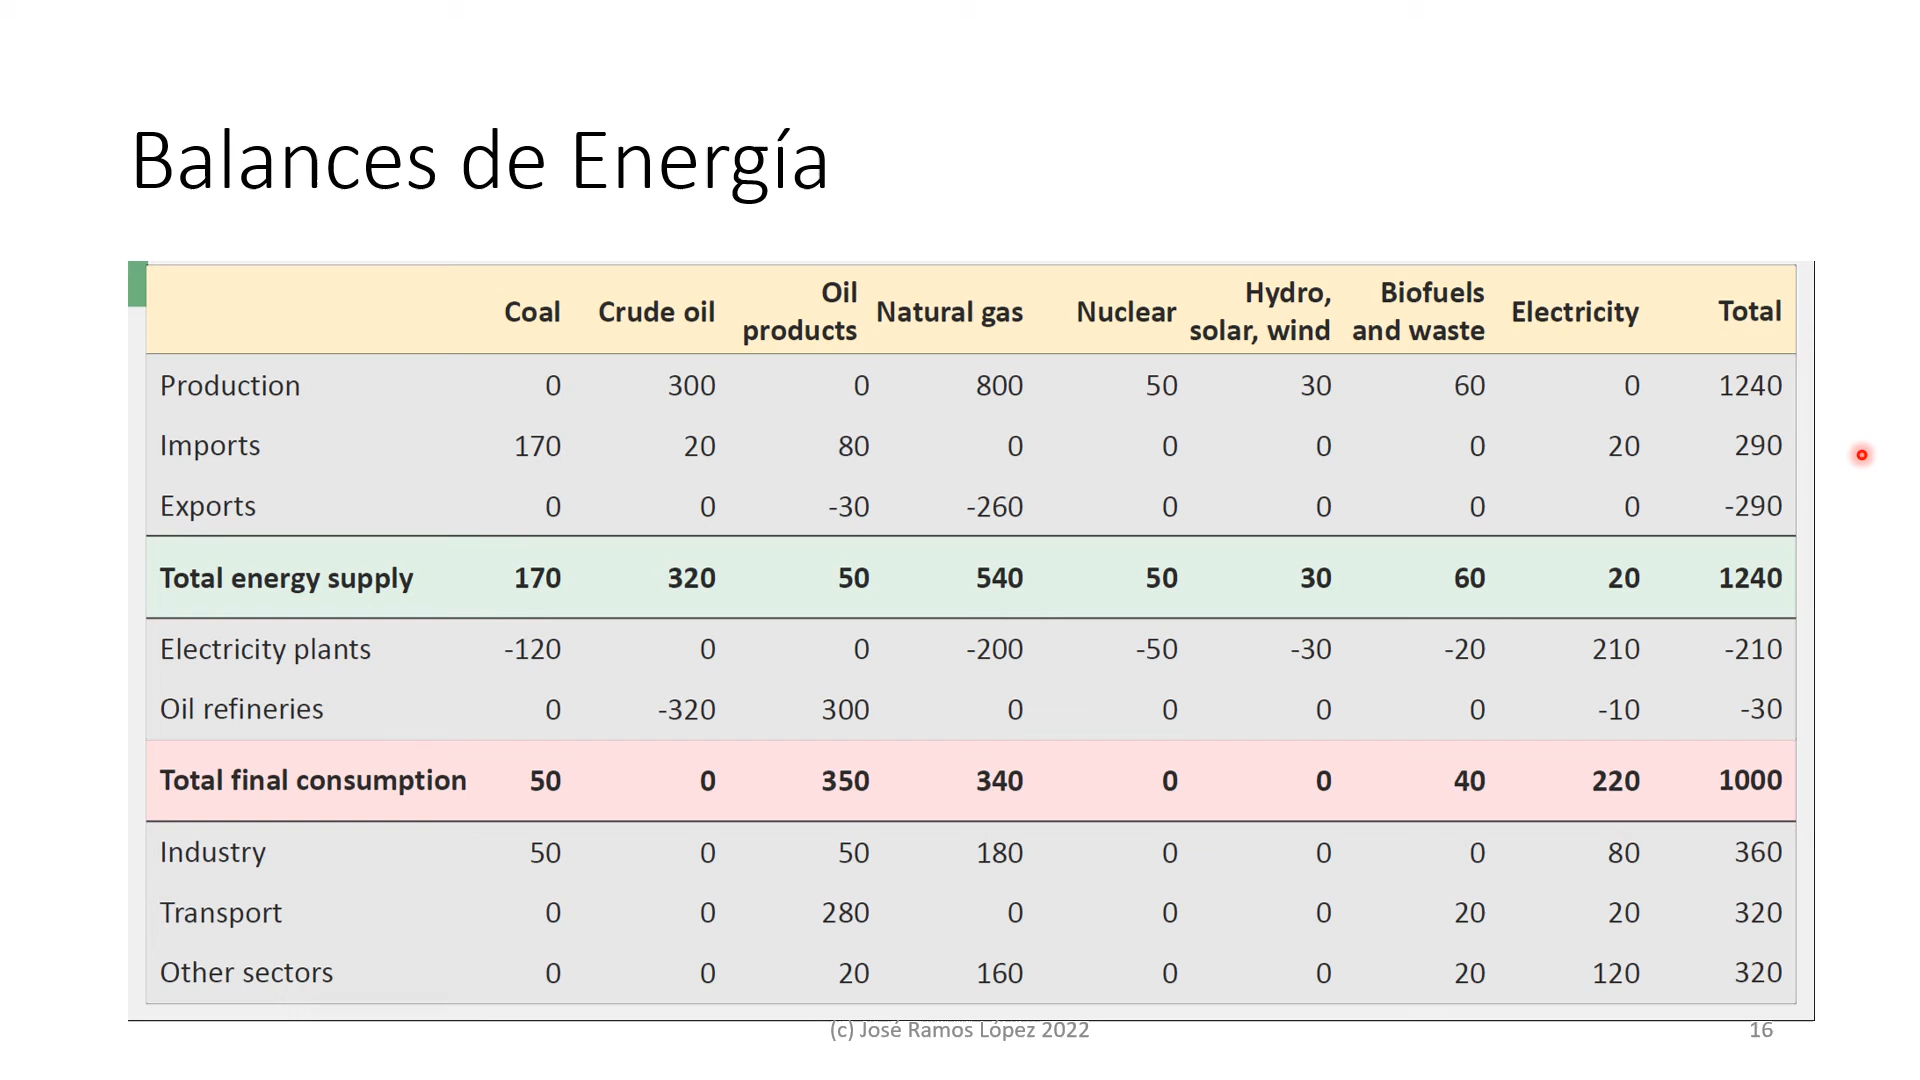 Balances de Energía
Coal Crude oil Oil products Natural gas Nuclear Hydro, solar, wind Biofuels and waste Electricity Total
Production 0 300 0 800 50 30 60 0 1240
Imports 170 20 80 0 0 0 0 20 290
Exports 0 0 -30 -260 0 0 0 0 -290
Total energy supply 170 320 50 540 50 30 60 20 1240
Electricity plants -120 0 0 -200 -50 -30 -20 210 -210
Oil refineries 0 -320 300 0 0 0 0 -10 -30
Total final consumption 50 0 350 340 0 0 40 220 1000
Industry 50 0 50 180 0 0 0 80 360
Transport 0 0 280 0 0 0 20 20 320
Other sectors 0 0 20 160 0 0 20 120 320
(c) José Ramos López 2022 16